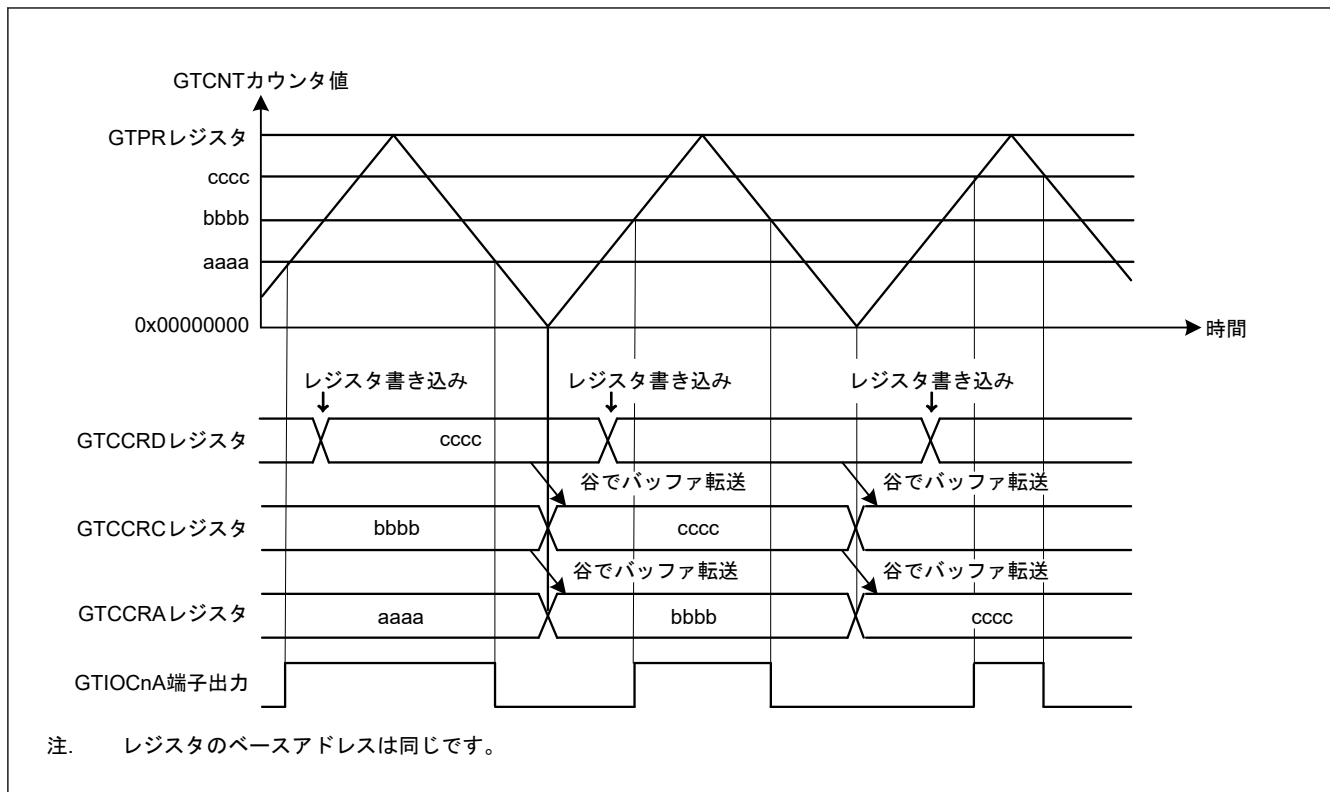 GTCNTカウンタ値
GTPRレジスタ
cccc
bbbb
aaaa
0x00000000
時間
レジスタ書き込み レジスタ書き込み レジスタ書き込み
GTCCRDレジスタ cccc
谷でバッファ転送 谷でバッファ転送
GTCCRCレジスタ bbbb cccc
谷でバッファ転送 谷でバッファ転送
GTCCRAレジスタ aaaa bbbb cccc
GTIOCnA端子出力
注. レジスタのベースアドレスは同じです。